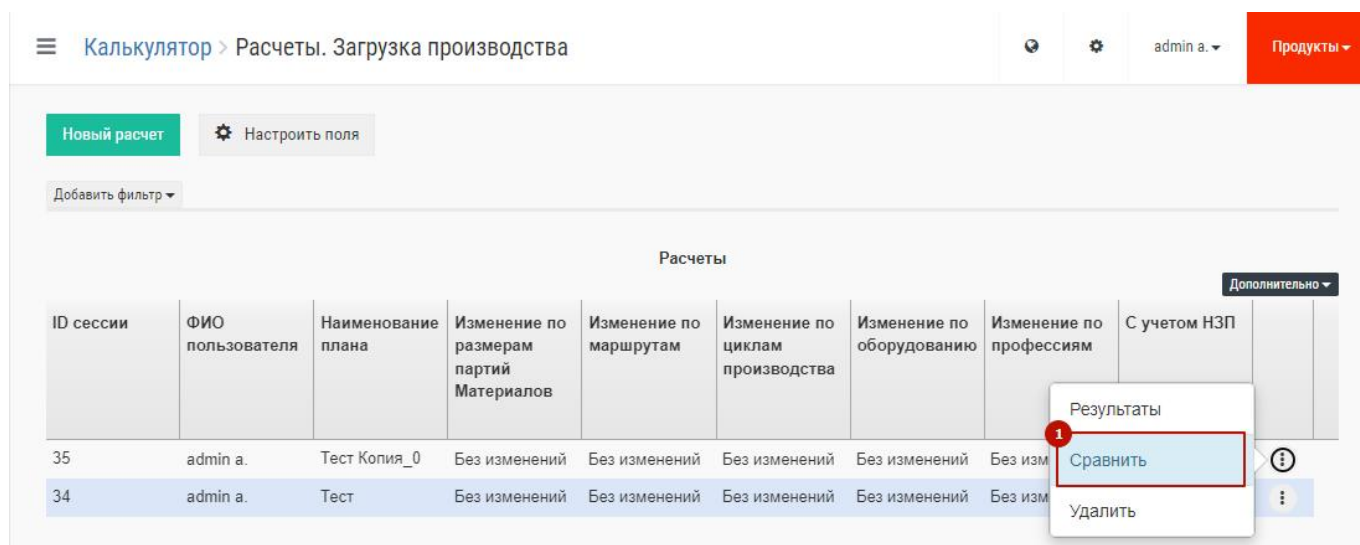 Калькулятор > Расчеты. Загрузка производства
admin a.
Продукты
Новый расчет
Настроить поля
Добавить фильтр
Расчеты
Дополнительно
ID сессии
ФИО
пользователя
Наименование
плана
Изменение по
размерам
партий
Материалов
Изменение по
маршрутам
Изменение по
циклам
производства
Изменение по
оборудованию
Изменение по
профессиям
С учетом НЗП
35 admin a. Тест Копия_0 Без изменений Без изменений Без изменений Без изменений Без изм
34 admin a. Тест Без изменений Без изменений Без изменений Без изменений Без изм
Результаты
1
Сравнить
Удалить